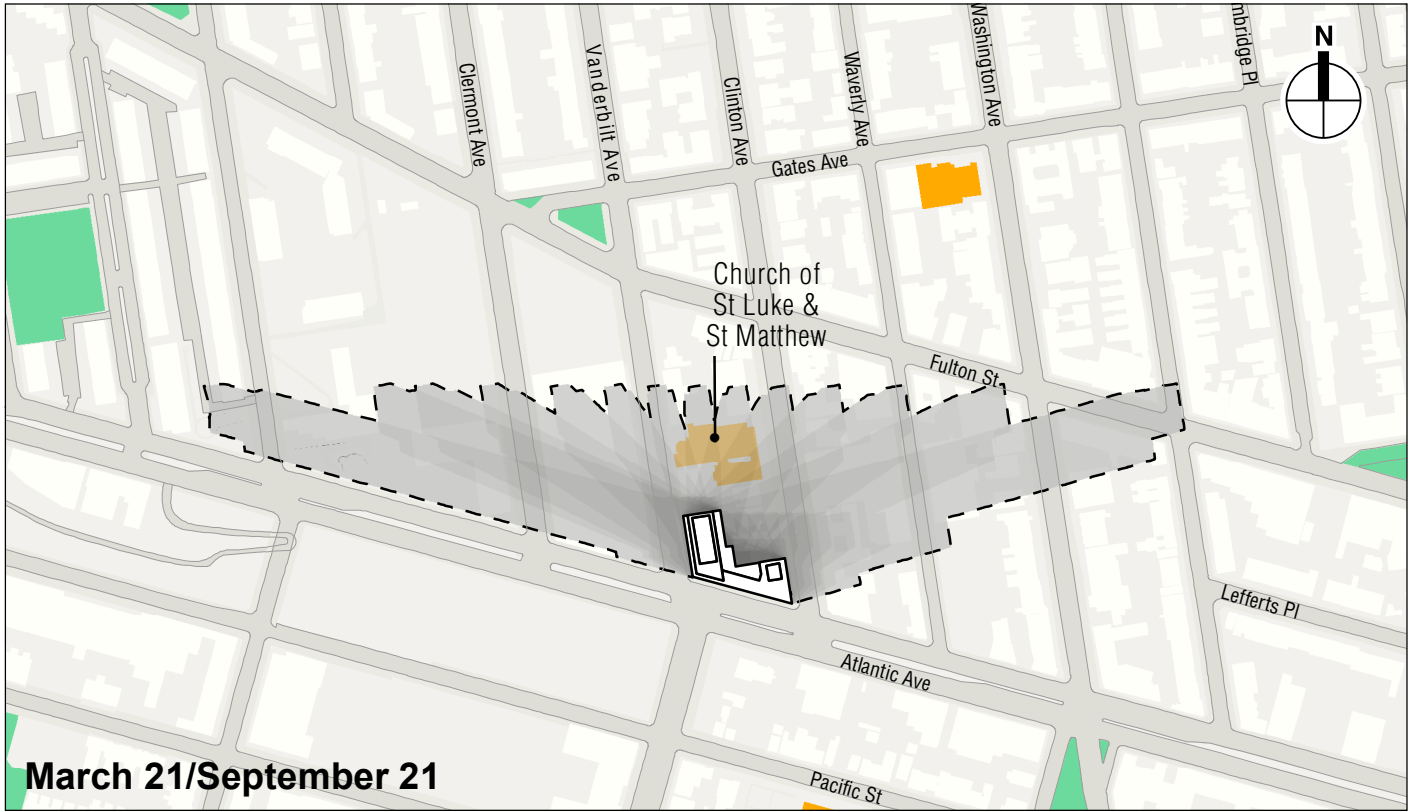 N
Clermont Ave
Vanderbilt Ave
Clinton Ave
Waverly Ave
Washington Ave
mbridge Pl
Gates Ave
Church of
St Luke &
St Matthew
Fulton St
Lefferts Pl
Atlantic Ave
Pacific St
March 21/September 21